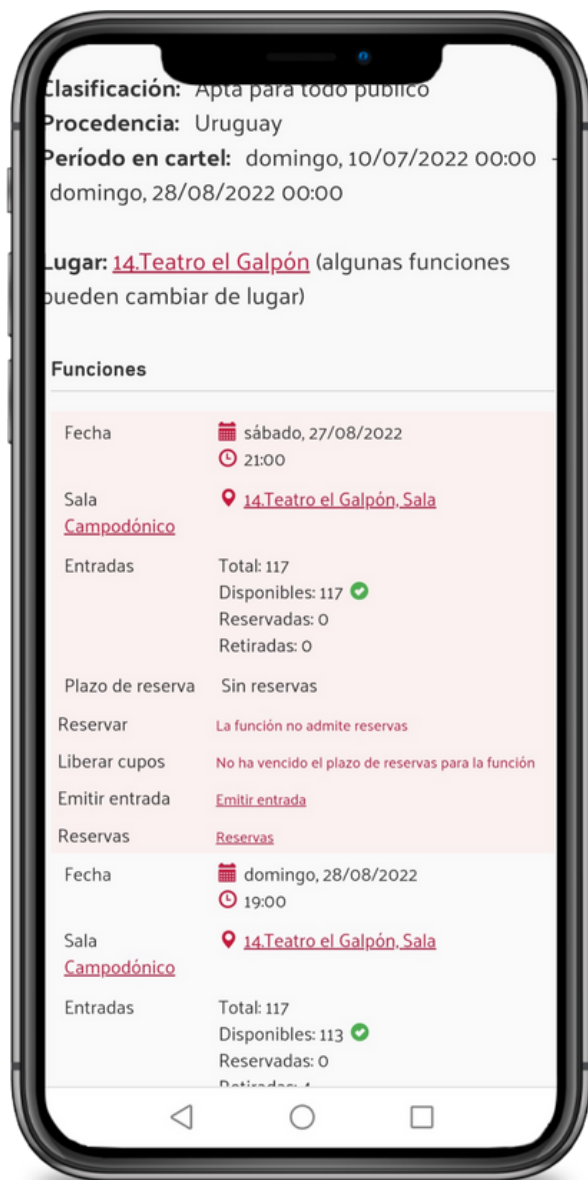 Clasificación: Apta para todo público
Procedencia: Uruguay
Período en cartel: domingo, 10/07/2022 00:00 -
domingo, 28/08/2022 00:00
Lugar: 14.Teatro el Galpón (algunas funciones
pueden cambiar de lugar)
Funciones
Fecha sábado, 27/08/2022
21:00
Sala 14.Teatro el Galpón, Sala
Campodónico
Entradas Total: 117
Disponibles: 117
Reservadas: 0
Retiradas: 0
Plazo de reserva Sin reservas
Reservar La función no admite reservas
Liberar cupos No ha vencido el plazo de reservas para la función
Emitir entrada Emitir entrada
Reservas Reservas
Fecha domingo, 28/08/2022
19:00
Sala 14.Teatro el Galpón, Sala
Campodónico
Entradas Total: 117
Disponibles: 113
Reservadas: 0
Retiradas: 4